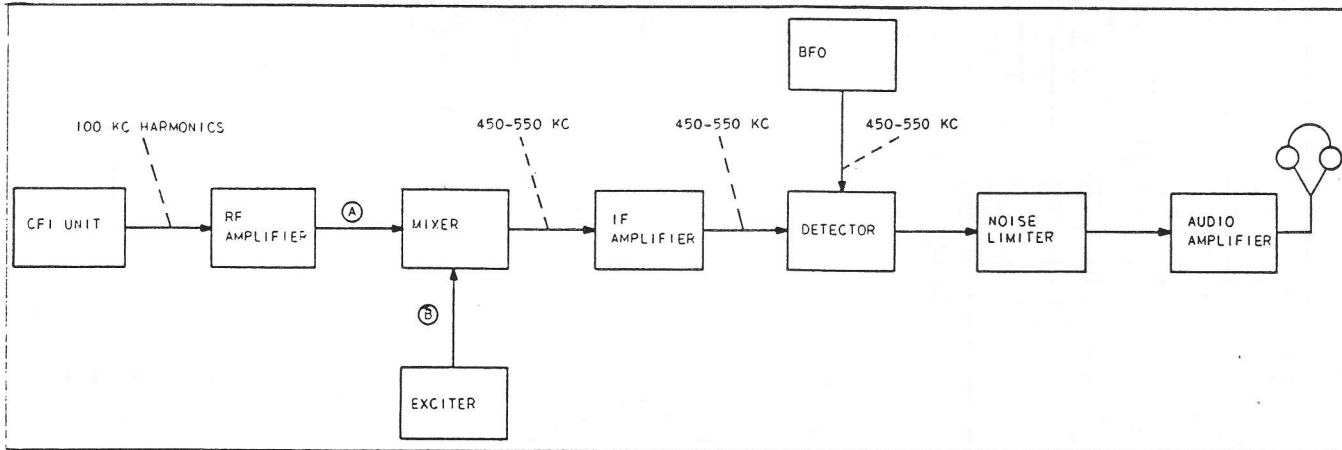 BFO
100 KC HARMONICS
450-550 KC
450-550 KC
450-550 KC
CFI UNIT
RF
AMPLIFIER
A
MIXER
IF
AMPLIFIER
DETECTOR
NOISE
LIMITER
AUDIO
AMPLIFIER
B
EXCITER